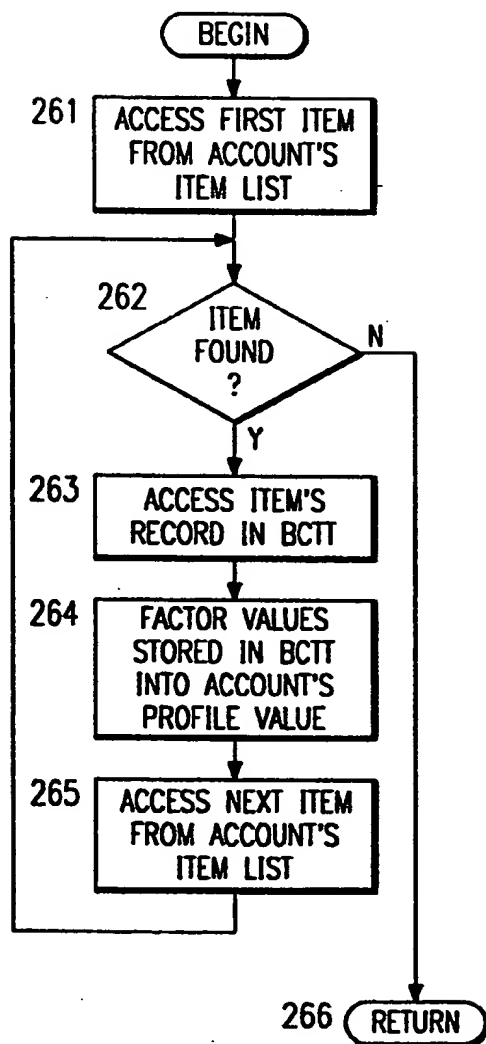 BEGIN
261
ACCESS FIRST ITEM
FROM ACCOUNT'S
ITEM LIST
262
ITEM
FOUND
?
N
Y
263
ACCESS ITEM'S
RECORD IN BCTT
264
FACTOR VALUES
STORED IN BCTT
INTO ACCOUNT'S
PROFILE VALUE
265
ACCESS NEXT ITEM
FROM ACCOUNT'S
ITEM LIST
266
RETURN